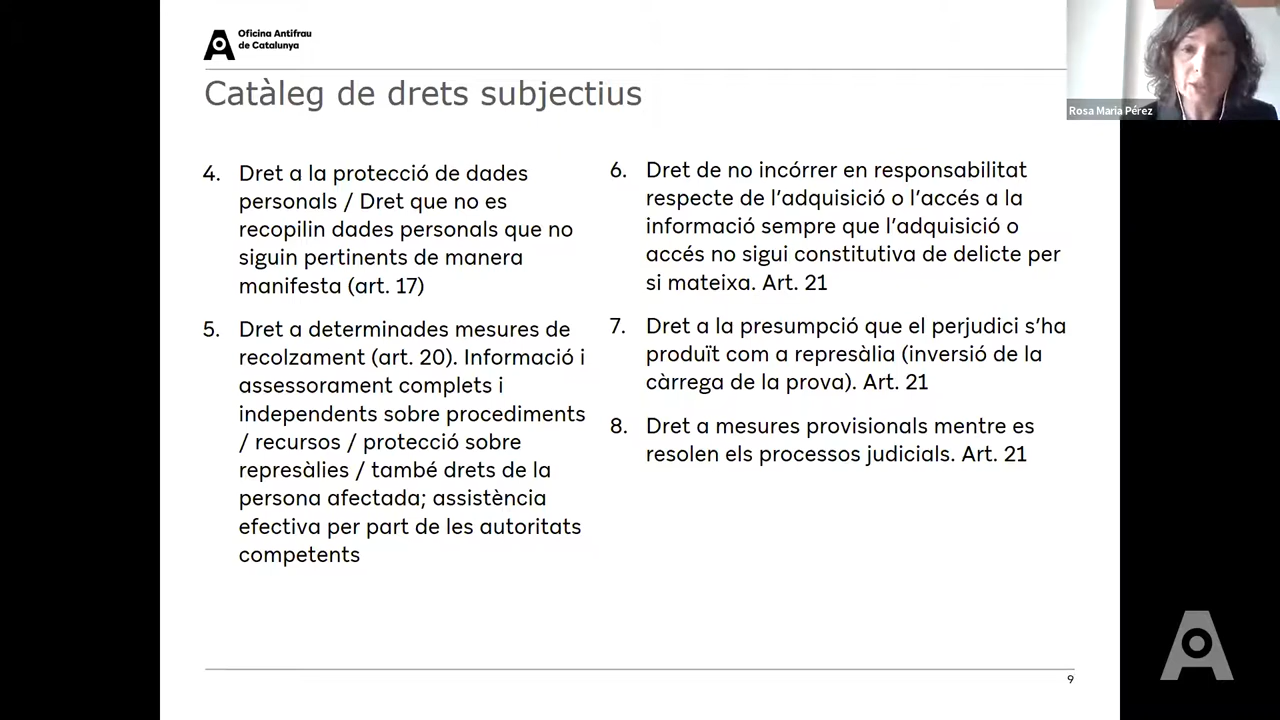 Oficina Antifrau
de Catalunya
Rosa Maria Pérez
Catàleg de drets subjectius
4. Dret a la protecció de dades
personals / Dret que no es
recopilin dades personals que no
siguin pertinents de manera
manifesta (art. 17)
5. Dret a determinades mesures de
recolzament (art. 20). Informació i
assessorament complets i
independents sobre procediments
/ recursos / protecció sobre
represàlies / també drets de la
persona afectada; assistència
efectiva per part de les autoritats
competents
6. Dret de no incórrer en responsabilitat
respecte de l’adquisició o l’accés a la
informació sempre que l’adquisició o
accés no sigui constitutiva de delicte per
si mateixa. Art. 21
7. Dret a la presumpció que el perjudici s’ha
produït com a represàlia (inversió de la
càrrega de la prova). Art. 21
8. Dret a mesures provisionals mentre es
resolen els processos judicials. Art. 21
9